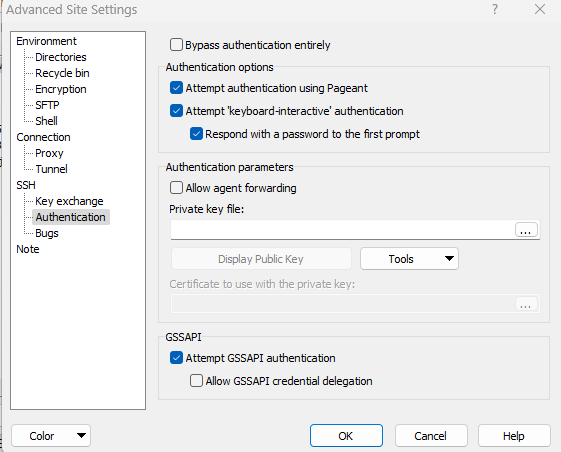 Advanced Site Settings
?
Environment
Directories
Recycle bin
Encryption
SFTP
Shell
Connection
Proxy
Tunnel
SSH
Key exchange
Authentication
Bugs
Note
Bypass authentication entirely
Authentication options
Attempt authentication using Pageant
Attempt 'keyboard-interactive' authentication
Respond with a password to the first prompt
Authentication parameters
Allow agent forwarding
Private key file:
...
Display Public Key
Tools
Certificate to use with the private key:
...
GSSAPI
Attempt GSSAPI authentication
Allow GSSAPI credential delegation
Color
OK
Cancel
Help